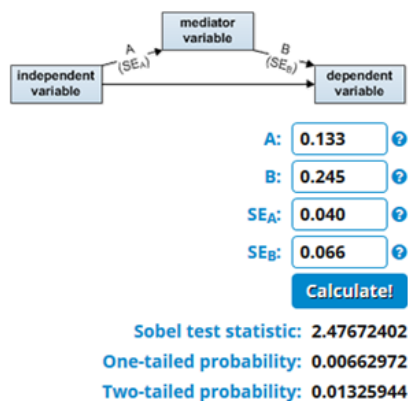 mediator
variable
A
(SEA)
B
(SEB)
independent
variable
dependent
variable
A: 0.133 ?
B: 0.245 ?
SEA: 0.040 ?
SEB: 0.066 ?
Calculate!
Sobel test statistic: 2.47672402
One-tailed probability: 0.00662972
Two-tailed probability: 0.01325944